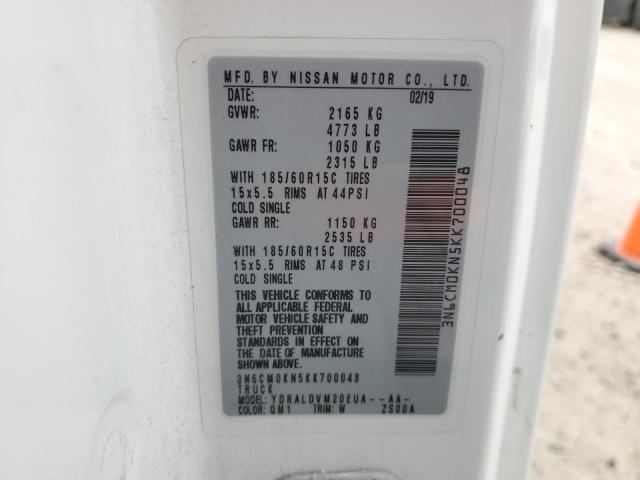 MFD. BY NISSAN MOTOR CO., LTD.
DATE: 02/19
GVWR: 2165 KG
4773 LB
GAWR FR: 1050 KG
2315 LB
WITH 185/60R15C TIRES
15x5.5 RIMS AT 44PSI
COLD SINGLE
GAWR RR: 1150 KG
2535 LB
WITH 185/60R15C TIRES
15x5.5 RIMS AT 48 PSI
COLD SINGLE
THIS VEHICLE CONFORMS TO
ALL APPLICABLE FEDERAL
MOTOR VEHICLE SAFETY AND
THEFT PREVENTION
STANDARDS IN EFFECT ON
THE DATE OF MANUFACTURE
SHOWN ABOVE.
3N6CM0KN5KK700048
TRUCK
MODEL: YDRALDVM20EUA--AA-
COLOR: QM1 TRIM: W ZS00A
3N6CM0KN5KK700048